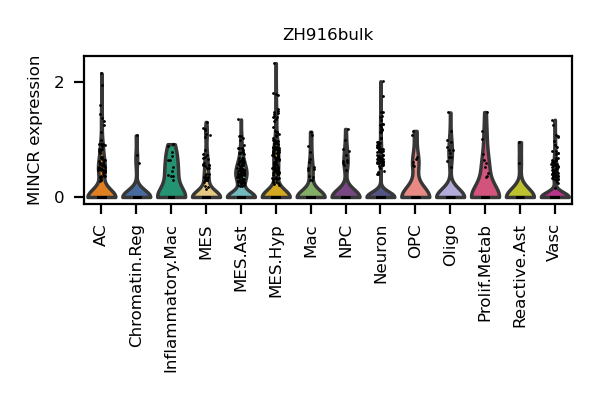 ZH916bulk
MINCR expression
2
0
AC
Chromatin.Reg
Inflammatory.Mac
MES
MES.Ast
MES.Hyp
Mac
NPC
Neuron
OPC
Oligo
Prolif.Metab
Reactive.Ast
Vasc